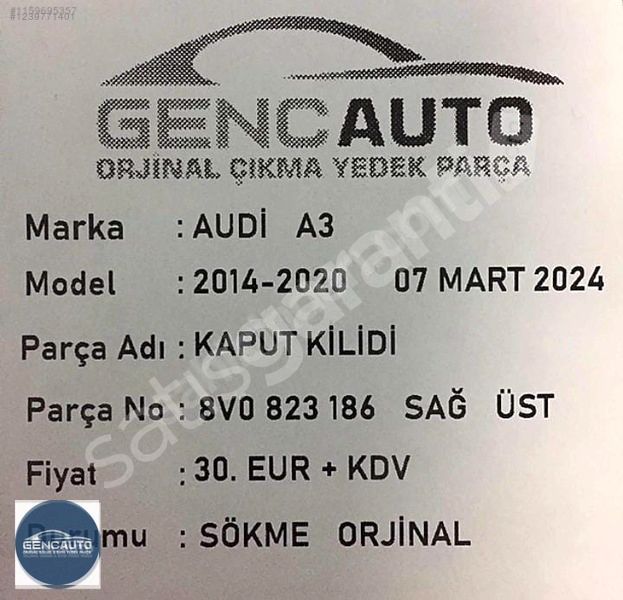 #1159695357
#1239771401
GENCAUTO
ORJİNAL ÇIKMA YEDEK PARÇA
Marka : AUDİ A3
Model : 2014-2020 07 MART 2024
Parça Adı : KAPUT KİLİDİ
Parça No : 8V0 823 186 SAĞ ÜST
Fiyat : 30. EUR + KDV
Durumu : SÖKME ORJİNAL
GENCAUTO